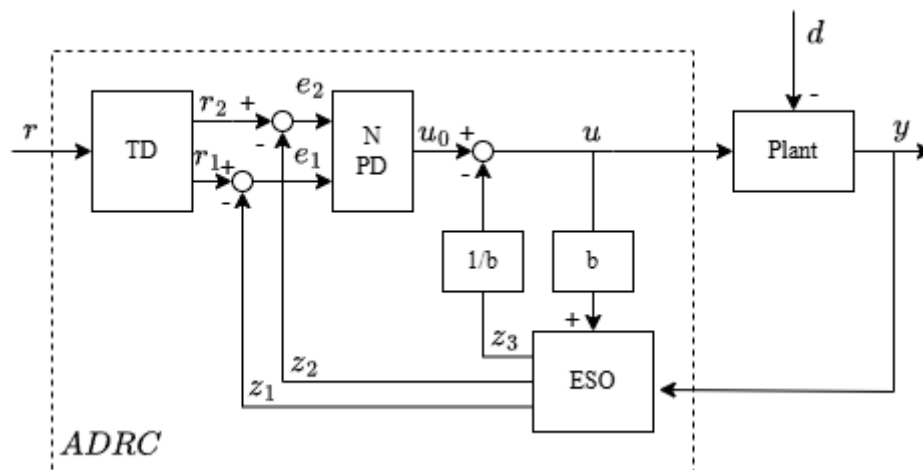 d
r
TD
r₂
+
-
e₂
r₁
+
-
e₁
N
PD
u₀
+
-
u
-
Plant
y
1/b
b
z₃
+
ESO
z₂
z₁
ADRC